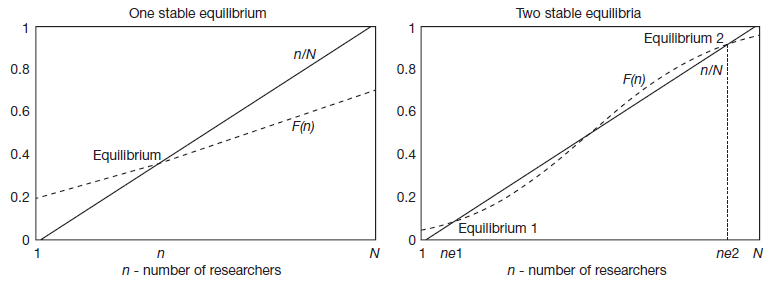 One stable equilibrium
1
0.8
0.6
0.4
0.2
0
n/N
F(n)
Equilibrium
1 n N
n - number of researchers
Two stable equilibria
1
0.8
0.6
0.4
0.2
0
Equilibrium 2
n/N
F(n)
Equilibrium 1
1 ne1 ne2 N
n - number of researchers